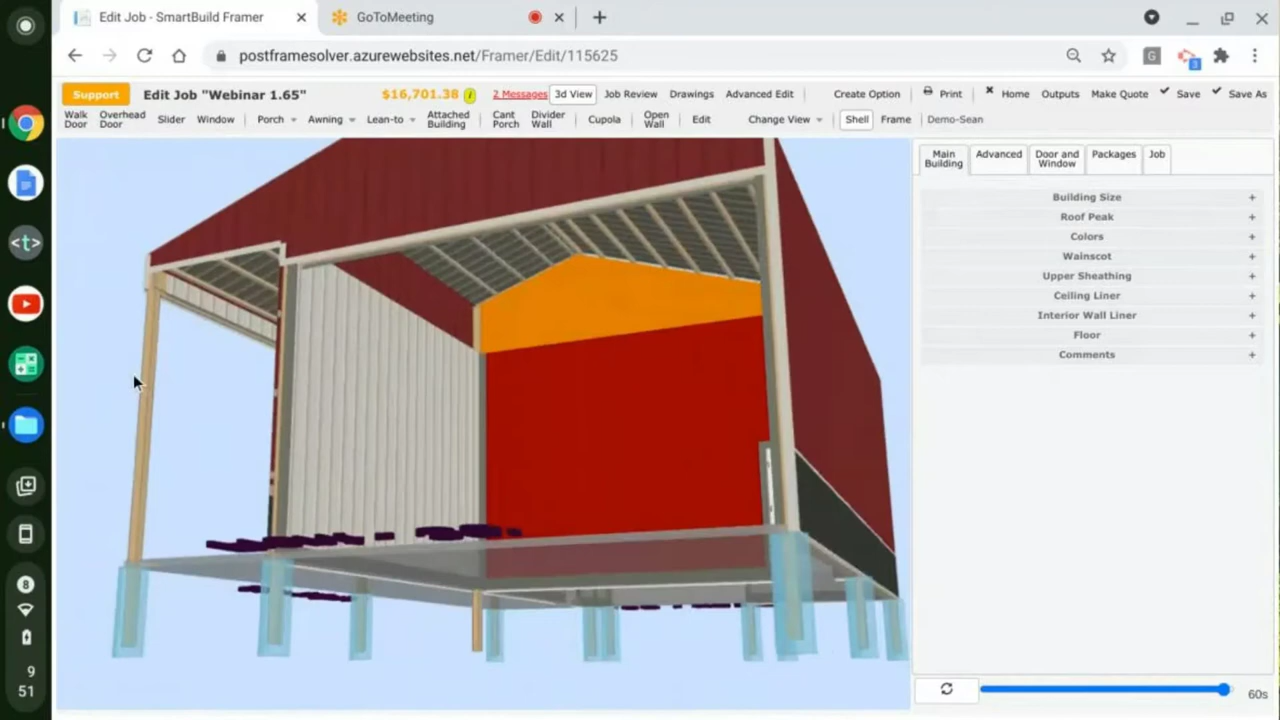 Edit Job - SmartBuild Framer
GoToMeeting
postframesolver.azurewebsites.net/Framer/Edit/115625
G
3
Support
Edit Job "Webinar 1.65"
$16,701.38
i
2 Messages
3d View
Job Review
Drawings
Advanced Edit
Create Option
Print
Home
Outputs
Make Quote
Save
Save As
Walk
Door
Overhead
Door
Slider
Window
Porch
Awning
Lean-to
Attached
Building
Cant
Porch
Divider
Wall
Cupola
Open
Wall
Edit
Change View
Shell
Frame
Demo-Sean
Main
Building
Advanced
Door and
Window
Packages
Job
Building Size
Roof Peak
Colors
Wainscot
Upper Sheathing
Ceiling Liner
Interior Wall Liner
Floor
Comments
60s
<t>
8
9
51